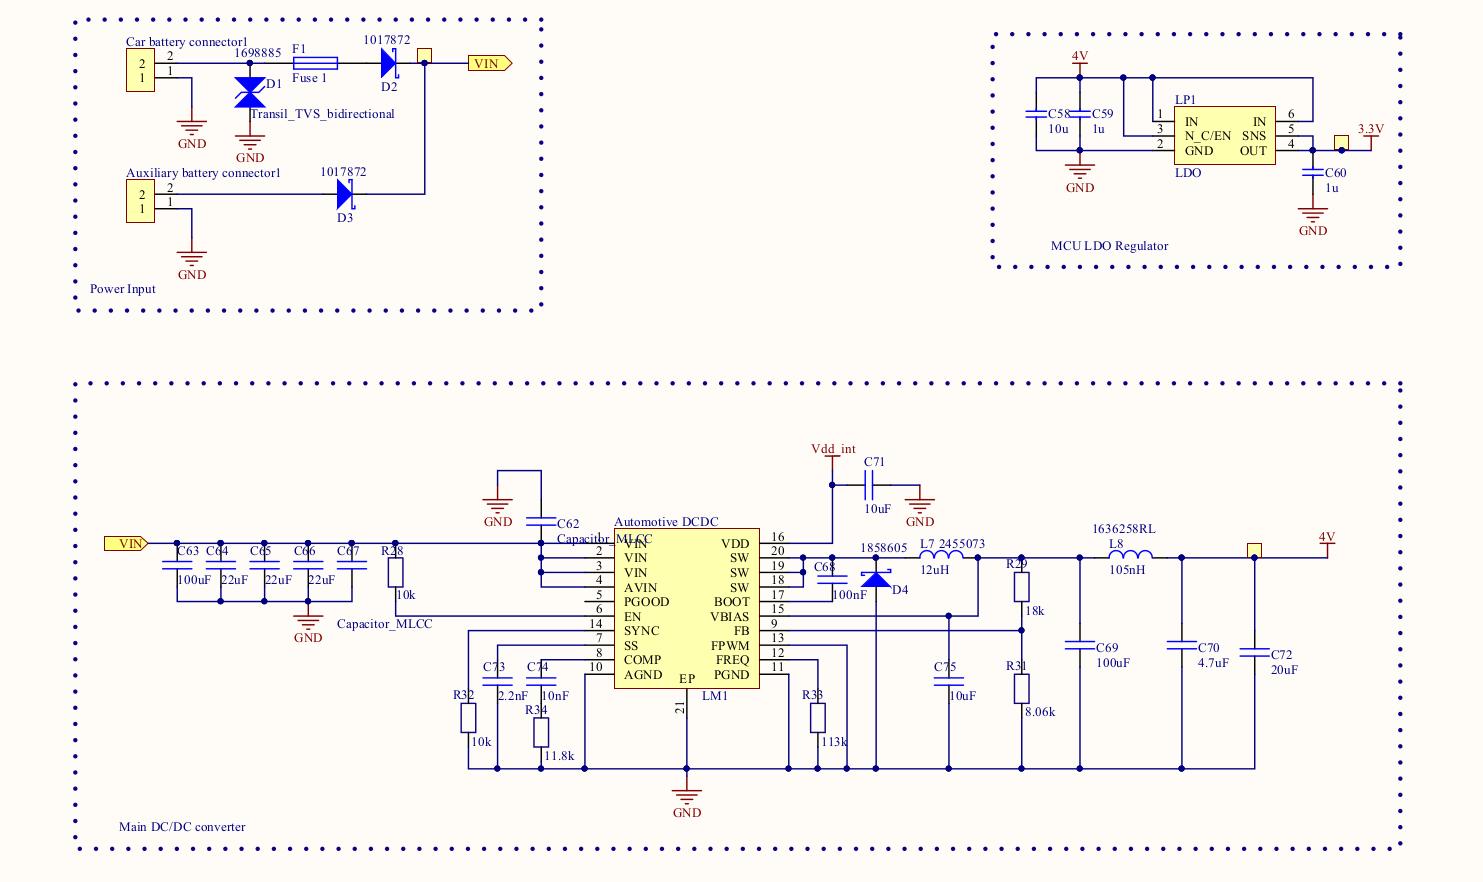 Car battery connector1
2
1
2
1
GND
1698885
D1
Transil_TVS_bidirectional
GND
F1
Fuse 1
1017872
D2
VIN
Auxiliary battery connector1
2
1
2
1
GND
1017872
D3
Power Input
4V
C58
10u
C59
1u
GND
LP1
1 IN IN 6
3 N_C/EN SNS 5
2 GND OUT 4
LDO
3.3V
C60
1u
GND
MCU LDO Regulator
VIN
C63
100uF
C64
22uF
C65
22uF
C66
22uF
C67
GND
Capacitor_MLCC
R28
10k
GND
C62
Capacitor_MLCC
Automotive DCDC
1 VIN VDD 16
2 VIN SW 20
3 VIN SW 19
4 AVIN SW 18
5 PGOOD BOOT 17
6 EN VBIAS 15
14 SYNC FB 9
7 SS FPWM 13
8 COMP FREQ 12
10 AGND PGND 11
EP
21
LM1
R32
10k
C73
2.2nF
C74
10nF
R34
11.8k
GND
Vdd_int
C71
10uF
GND
C68
100nF
1858605
D4
L7 2455073
12uH
R33
113k
C75
10uF
R29
18k
R31
8.06k
C69
100uF
1636258RL
L8
105nH
C70
4.7uF
C72
20uF
4V
Main DC/DC converter